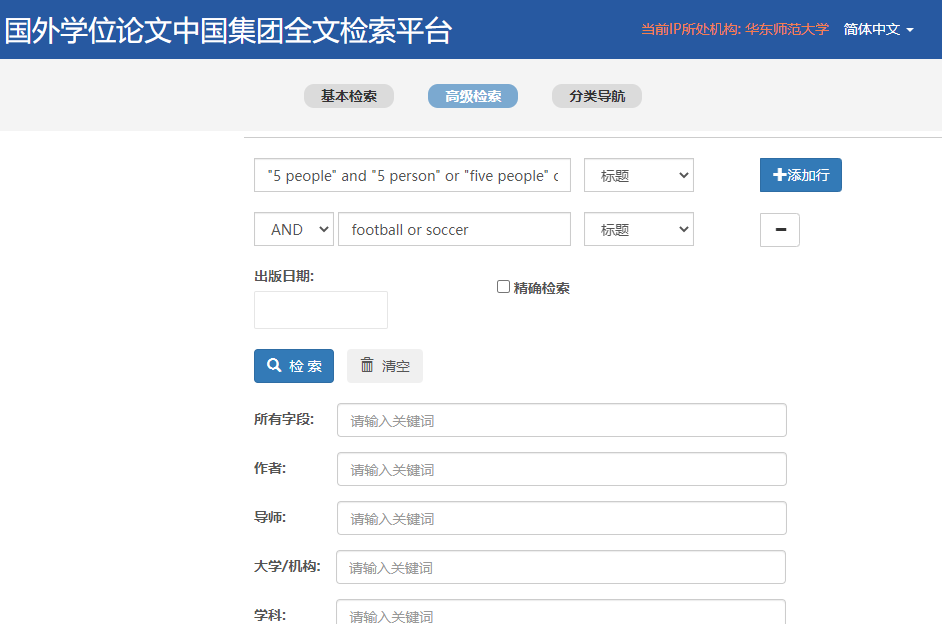 国外学位论文中国集团全文检索平台
当前IP所处机构: 华东师范大学 简体中文
基本检索 高级检索 分类导航
"5 people" and "5 person" or "five people" 标题 添加行
AND football or soccer 标题
出版日期:
精确检索
检 索 清空
所有字段: 请输入关键词
作者: 请输入关键词
导师: 请输入关键词
大学/机构: 请输入关键词
学科: 请输入关键词